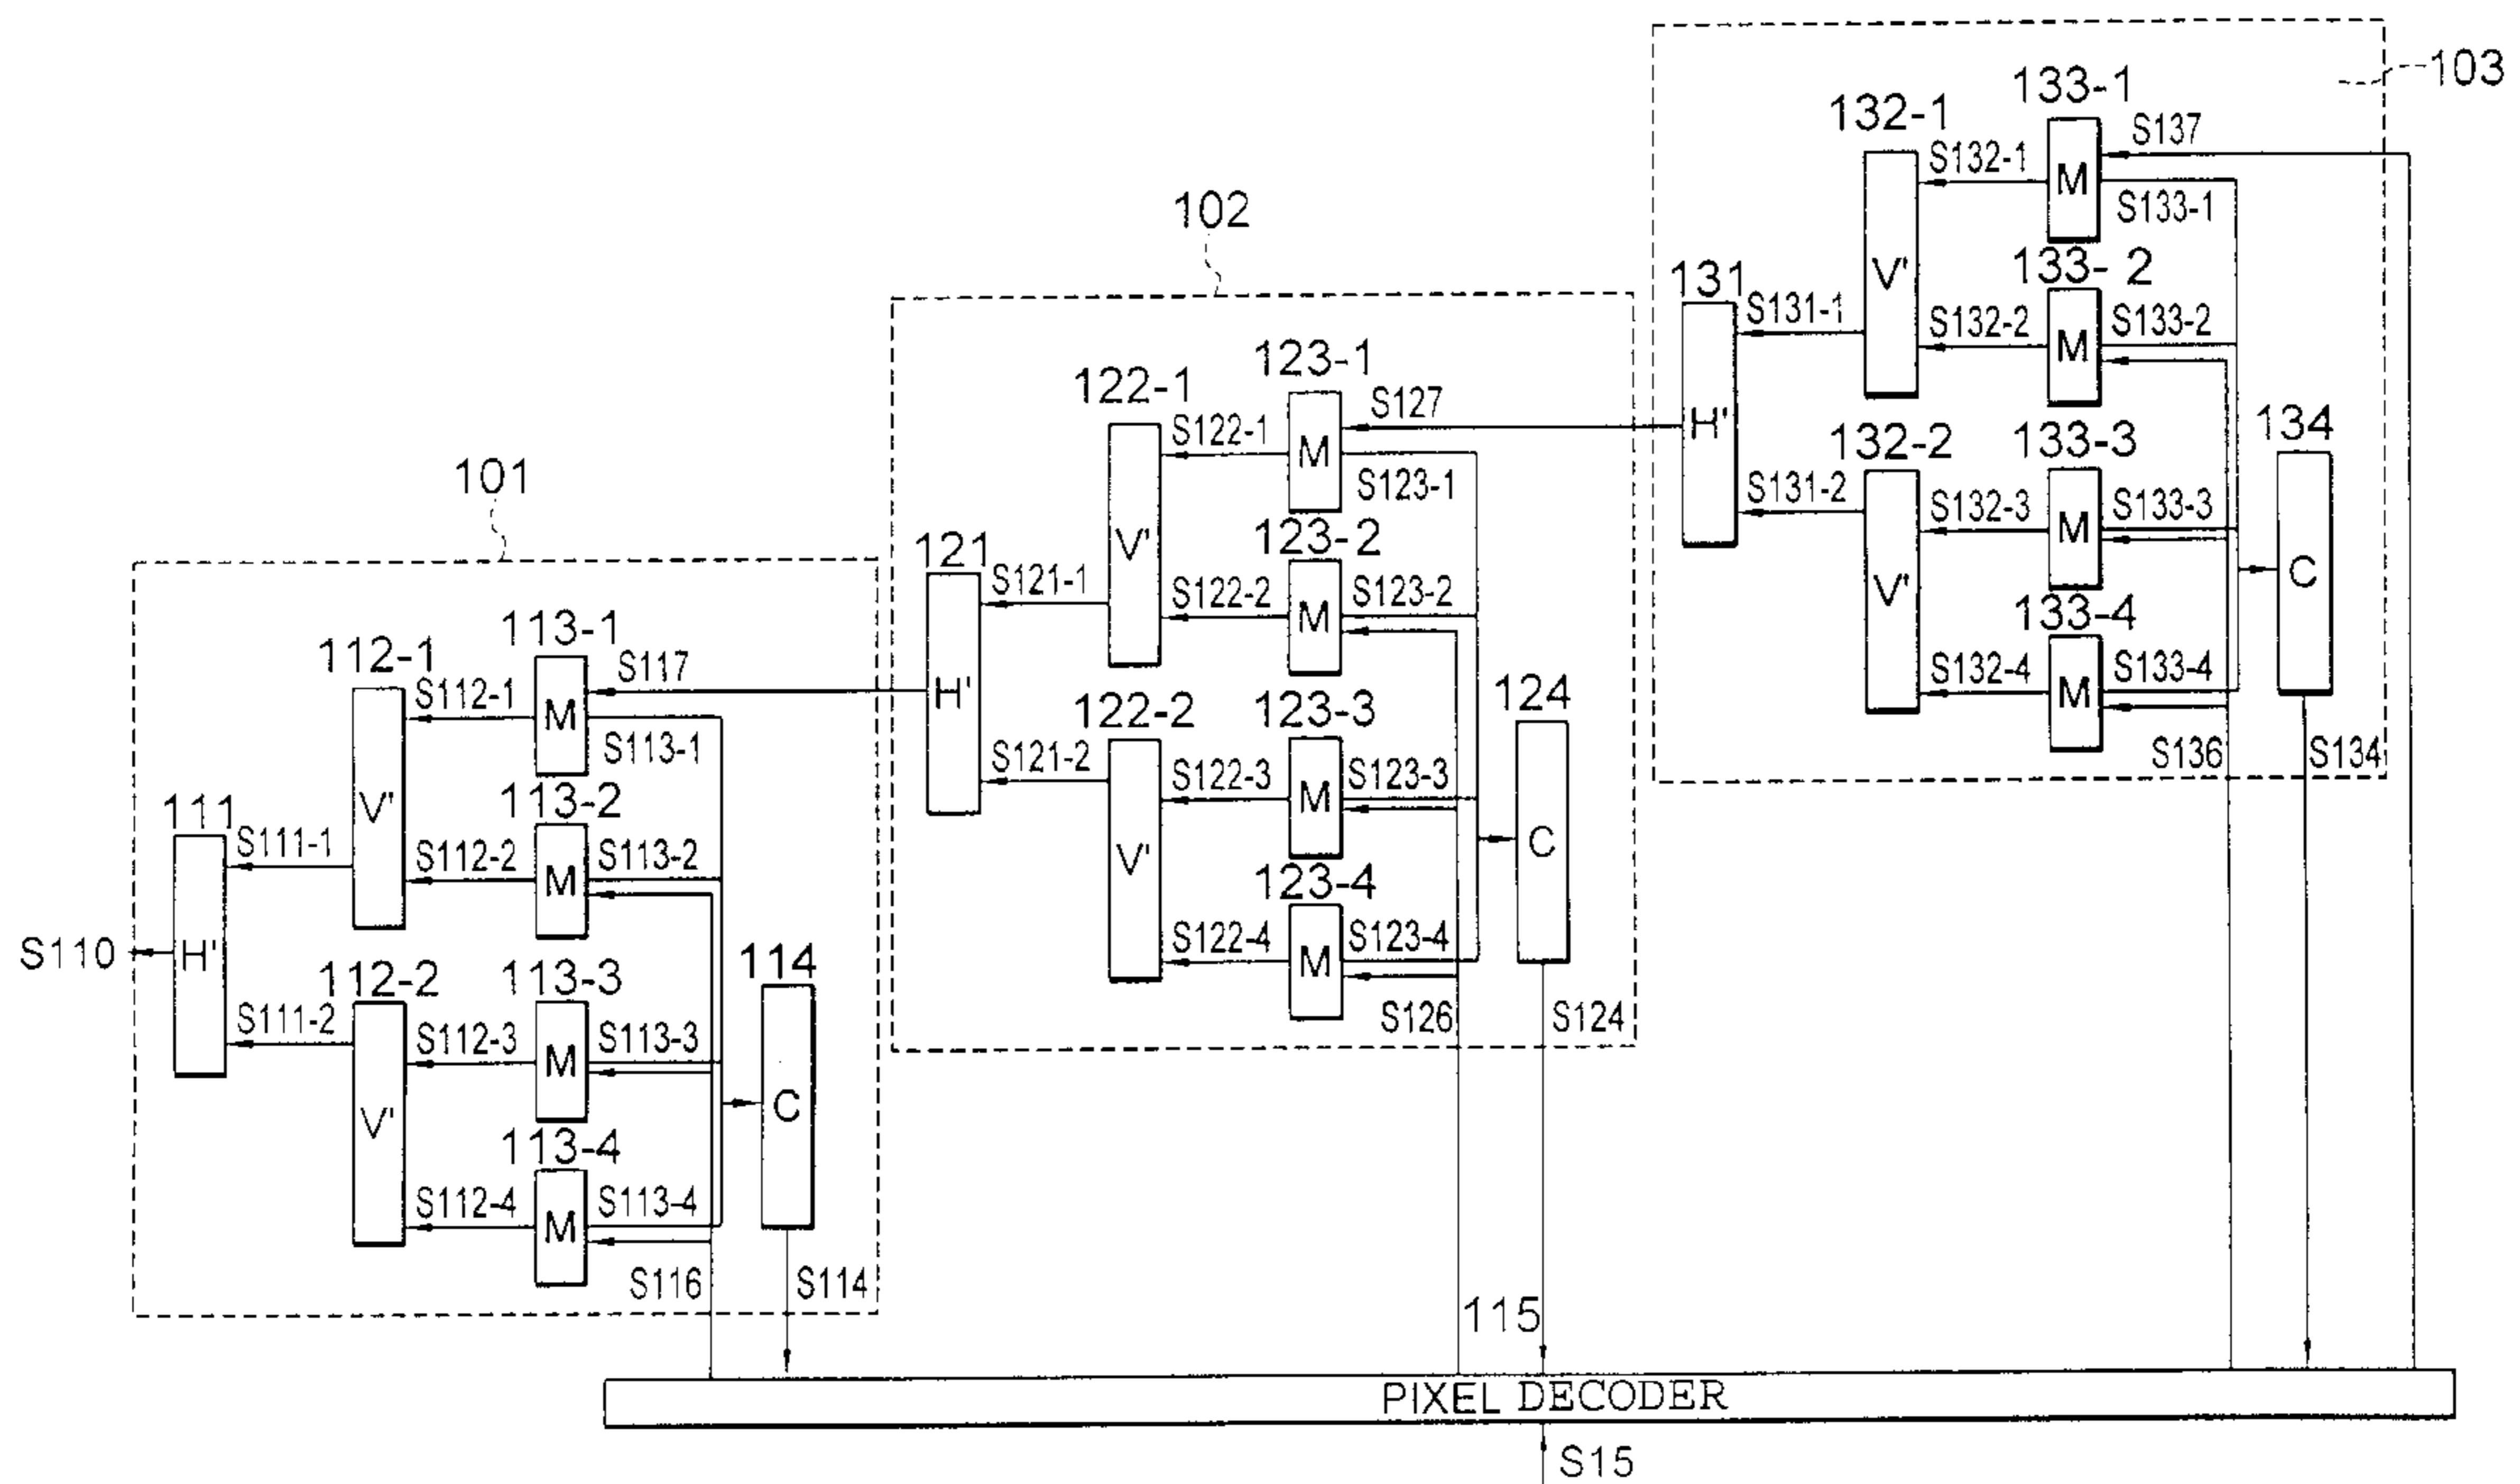 103
133-1
132-1
S137
S132-1
M
S133-1
102
133- 2
131
V'
S131-1
S132-2
S133-2
M
123-1
122-1
S127
H'
134
S122-1
132-2
133-3
M
101
S123-1
S131-2
S132-3
S133-3
M
121
V'
123-2
V'
C
S121-1
S122-2
S123-2
133-4
M
113-1
112-1
S117
S132-4
S133-4
H'
124
M
S112-1
122-2
123-3
M
S113-1
S121-2
S122-3
S123-3
S136
S134
111
V'
113-2
M
S111-1
S112-2
S113-2
V'
123-4
C
M
S110
H'
114
S122-4
S123-4
M
112-2
113-3
S111-2
S112-3
S113-3
S126
S124
M
V'
113-4
C
S112-4
S113-4
M
S116
S114
115
PIXEL DECODER
S15